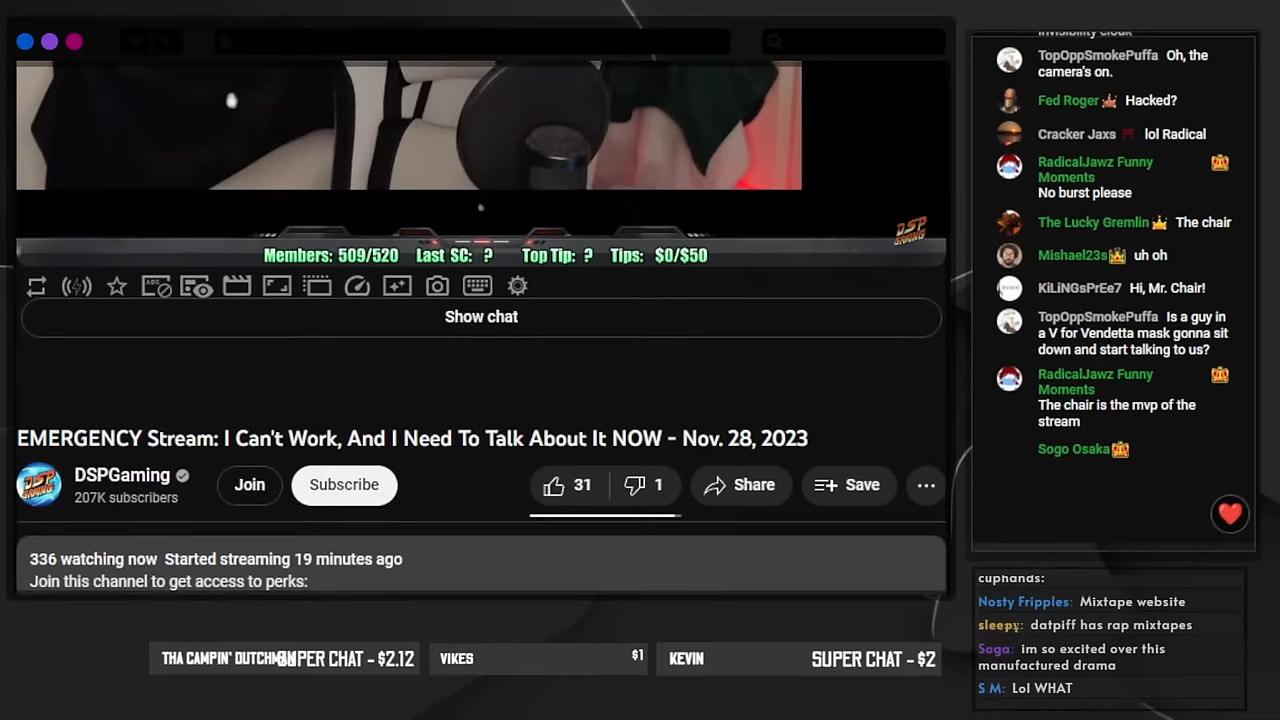 invisibility cloak
TopOppSmokePuffa Oh, the
camera's on.
Fed Roger Hacked?
Cracker Jaxs lol Radical
RadicalJawz Funny
Moments
No burst please
The Lucky Gremlin The chair
Mishael23s uh oh
KiLiNGsPrEe7 Hi, Mr. Chair!
TopOppSmokePuffa Is a guy in
a V for Vendetta mask gonna sit
down and start talking to us?
RadicalJawz Funny
Moments
The chair is the mvp of the
stream
Sogo Osaka
DSP
GAMING
Members: 509/520 Last SC: ? Top Tip: ? Tips: $0/$50
Show chat
EMERGENCY Stream: I Can't Work, And I Need To Talk About It NOW - Nov. 28, 2023
DSPGaming
207K subscribers
Join
Subscribe
31
1
Share
Save
336 watching now Started streaming 19 minutes ago
Join this channel to get access to perks:
cuphands:
Nosty Fripples: Mixtape website
sleepy: datpiff has rap mixtapes
Soga: im so excited over this
manufactured drama
S M: Lol WHAT
THA CAMPIN' DUTCHMAN SUPER CHAT - $2.12
VIKES $1
KEVIN SUPER CHAT - $2